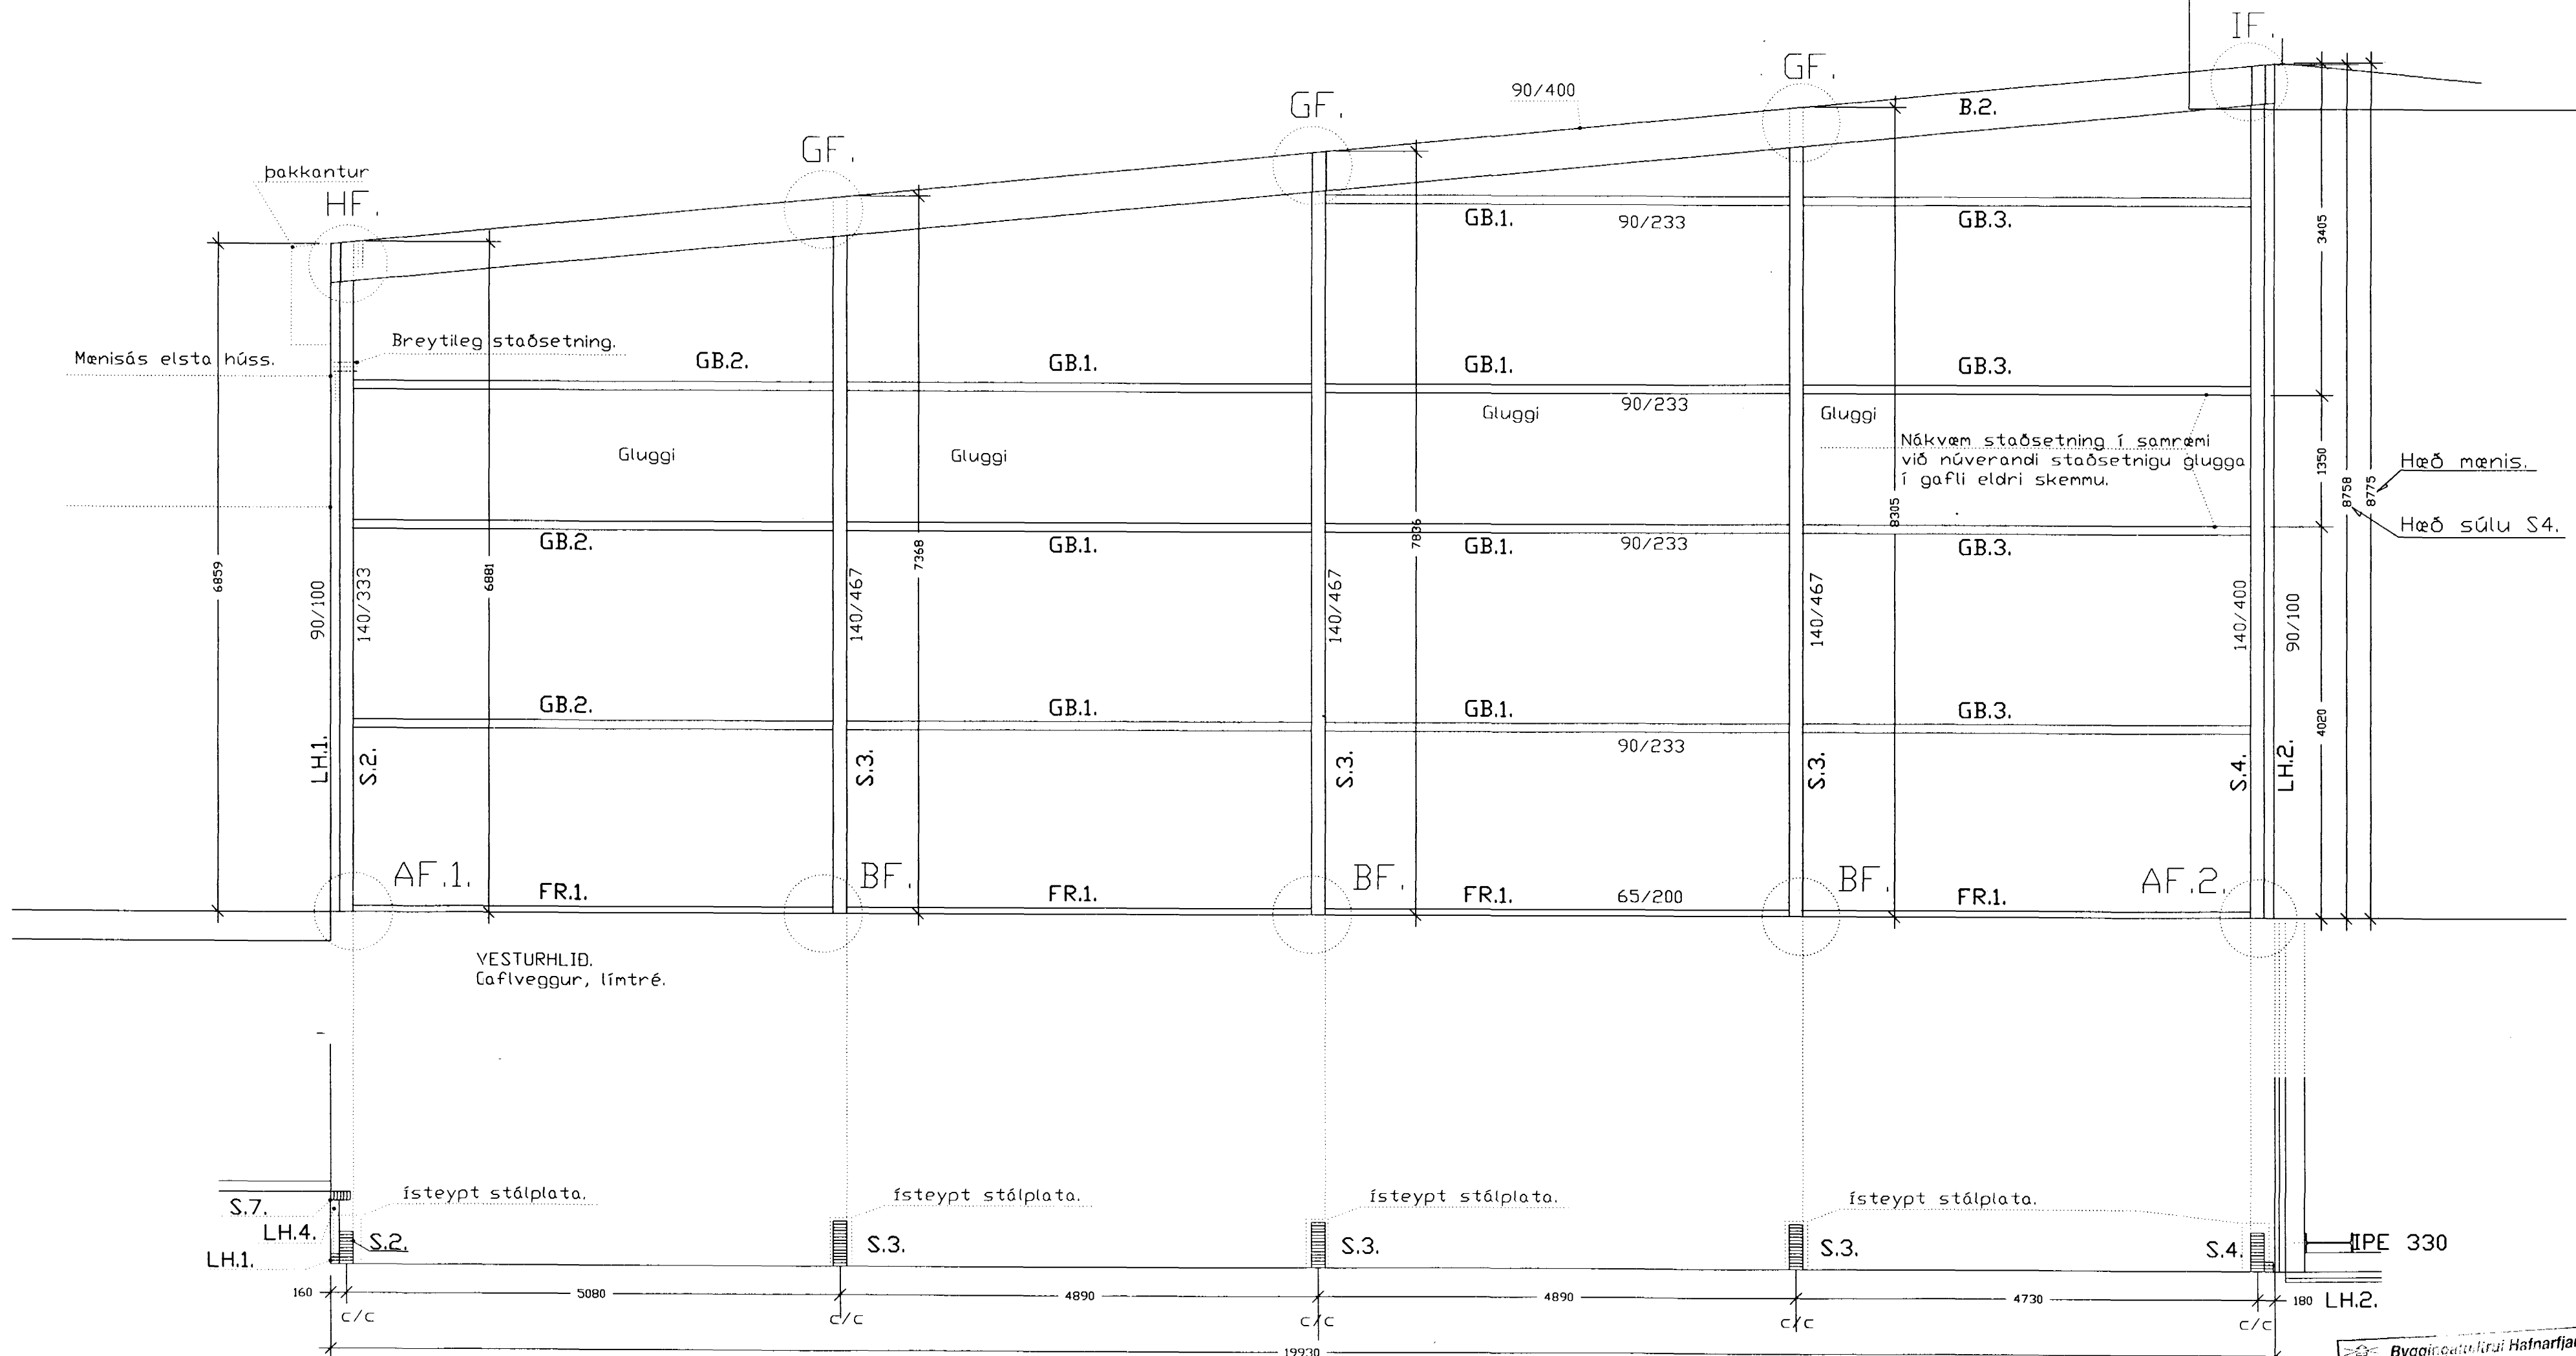 IF.
GF.
90/400
B.2.
GF.
GF.
þakkantur
HF.
GB.1.
90/233
GB.3.
3405
Breytileg staðsetning.
Mænisás elsta húss.
GB.2.
GB.1.
GB.1.
GB.3.
90/233
Gluggi
Gluggi
Gluggi
Gluggi
Nákvæm staðsetning í samræmi
við núverandi staðsetnigu glugga
í gafli eldri skemmu.
1350
8758
8775
Hæð mænis.
Hæð súlu S4.
GB.2.
GB.1.
GB.1.
90/233
GB.3.
6859
6881
7368
7836
8305
90/100
140/333
140/467
140/467
140/467
140/400
90/100
GB.2.
GB.1.
GB.1.
GB.3.
90/233
4020
LH.1.
S.2.
S.3.
S.3.
S.3.
S.4.
LH.2.
AF.1.
BF.
BF.
BF.
AF.2.
FR.1.
FR.1.
FR.1.
65/200
FR.1.
VESTURHLIÐ.
Gaflveggur, límtré.
ísteypt stálplata.
ísteypt stálplata.
ísteypt stálplata.
ísteypt stálplata.
S.7.
LH.4.
S.2.
S.3.
S.3.
S.3.
S.4.
IPE 330
LH.1.
160
5080
4890
4890
4730
180
LH.2.
c/c
c/c
c/c
c/c
c/c
19930